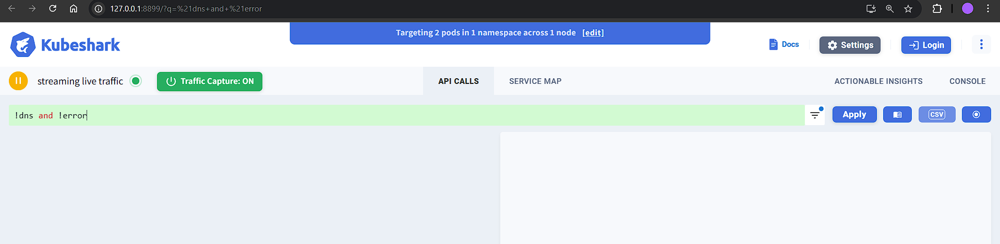 127.0.0.1:8899/?q=%21dns+and+%21error
Targeting 2 pods in 1 namespace across 1 node [edit]
Kubeshark
Docs
Settings
Login
streaming live traffic
Traffic Capture: ON
API CALLS
SERVICE MAP
ACTIONABLE INSIGHTS
CONSOLE
!dns and !error
Apply
CSV